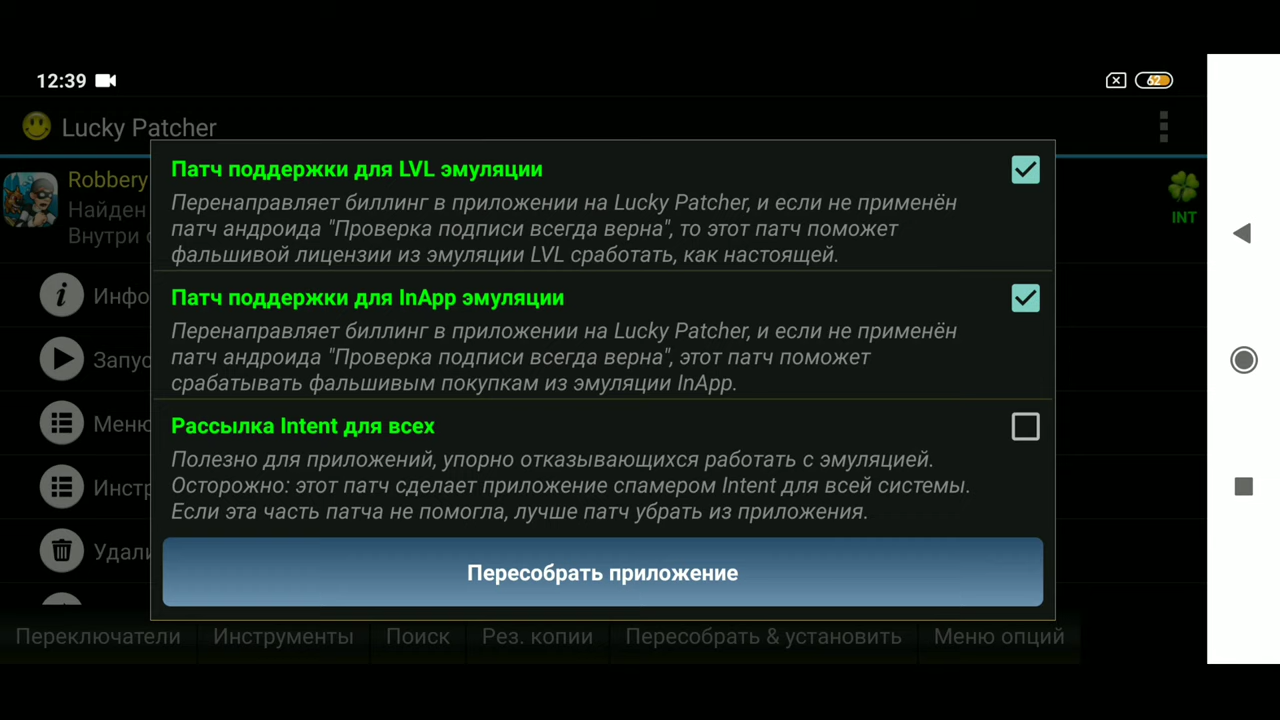 12:39
62
Lucky Patcher
Robbery
Найден
Внутри
INT
Патч поддержки для LVL эмуляции
Перенаправляет биллинг в приложении на Lucky Patcher, и если не применён
патч андроида "Проверка подписи всегда верна", то этот патч поможет
фальшивой лицензии из эмуляции LVL сработать, как настоящей.
Патч поддержки для InApp эмуляции
Перенаправляет биллинг в приложении на Lucky Patcher, и если не применён
патч андроида "Проверка подписи всегда верна", этот патч поможет
срабатывать фальшивым покупкам из эмуляции InApp.
Рассылка Intent для всех
Полезно для приложений, упорно отказывающихся работать с эмуляцией.
Осторожно: этот патч сделает приложение спамером Intent для всей системы.
Если эта часть патча не помогла, лучше патч убрать из приложения.
Инфо
Запус
Меню
Инстр
Удали
Пересобрать приложение
Переключатели Инструменты Поиск Рез. копии Пересобрать & установить Меню опций